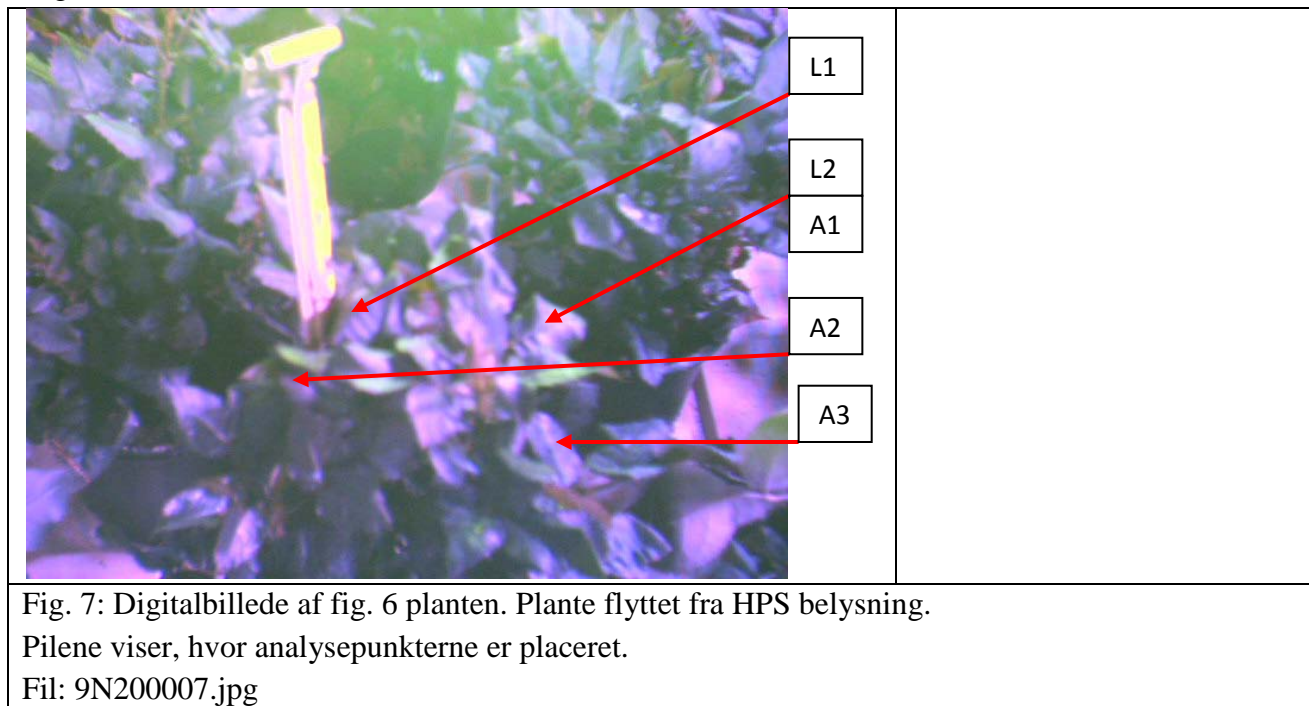 L1
L2
A1
A2
A3
Fig. 7: Digitalbillede af fig. 6 planten. Plante flyttet fra HPS belysning.
Pilene viser, hvor analysepunkterne er placeret.
Fil: 9N200007.jpg